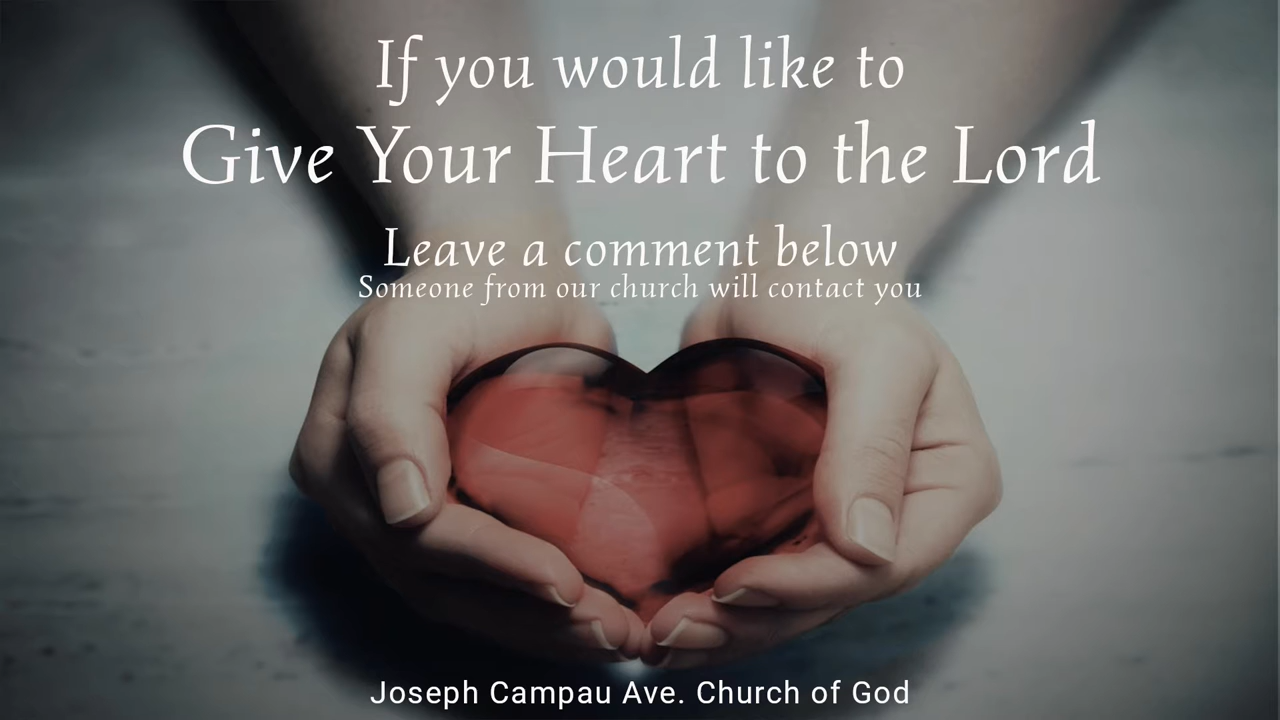 If you would like to
Give Your Heart to the Lord
Leave a comment below
Someone from our church will contact you
Joseph Campau Ave. Church of God